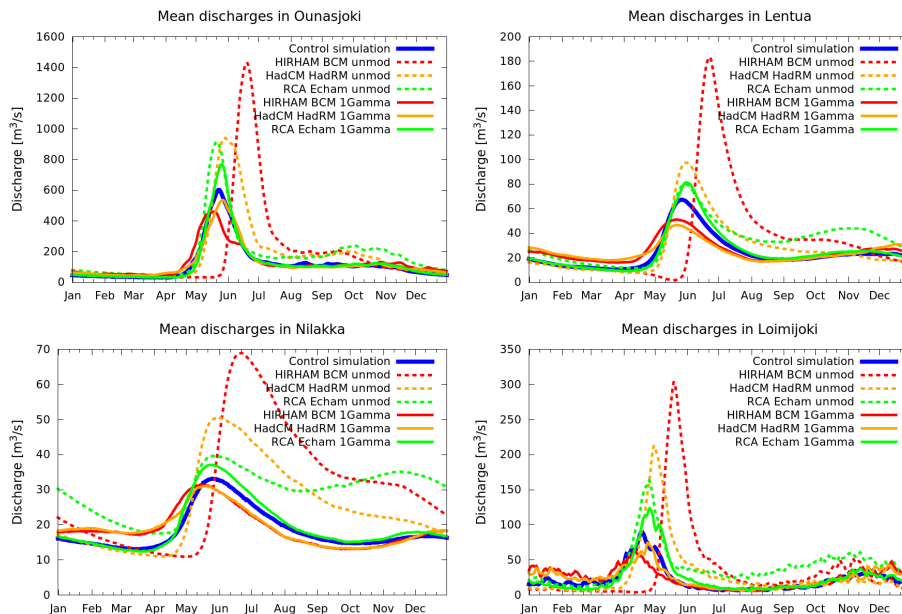 Mean discharges in Ounasjoki
Discharge [m³/s]
1600
1400
1200
1000
800
600
400
200
0
Jan Feb Mar Apr May Jun Jul Aug Sep Oct Nov Dec
Control simulation
HIRHAM BCM unmod
HadCM HadRM unmod
RCA Echam unmod
HIRHAM BCM 1Gamma
HadCM HadRM 1Gamma
RCA Echam 1Gamma
Mean discharges in Lentua
Discharge [m³/s]
200
180
160
140
120
100
80
60
40
20
0
Jan Feb Mar Apr May Jun Jul Aug Sep Oct Nov Dec
Control simulation
HIRHAM BCM unmod
HadCM HadRM unmod
RCA Echam unmod
HIRHAM BCM 1Gamma
HadCM HadRM 1Gamma
RCA Echam 1Gamma
Mean discharges in Nilakka
Discharge [m³/s]
70
60
50
40
30
20
10
0
Jan Feb Mar Apr May Jun Jul Aug Sep Oct Nov Dec
Control simulation
HIRHAM BCM unmod
HadCM HadRM unmod
RCA Echam unmod
HIRHAM BCM 1Gamma
HadCM HadRM 1Gamma
RCA Echam 1Gamma
Mean discharges in Loimijoki
Discharge [m³/s]
350
300
250
200
150
100
50
0
Jan Feb Mar Apr May Jun Jul Aug Sep Oct Nov Dec
Control simulation
HIRHAM BCM unmod
HadCM HadRM unmod
RCA Echam unmod
HIRHAM BCM 1Gamma
HadCM HadRM 1Gamma
RCA Echam 1Gamma